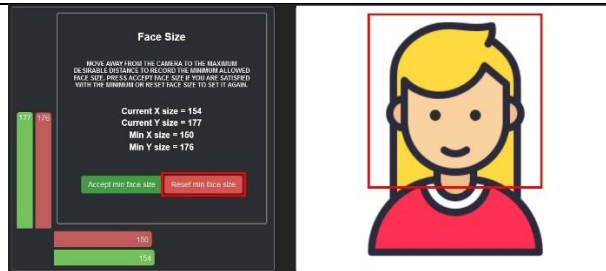 Face Size
MOVE AWAY FROM THE CAMERA TO THE MAXIMUM
DESIRABLE DISTANCE TO RECORD THE MINIMUM ALLOWED
FACE SIZE. PRESS ACCEPT FACE SIZE IF YOU ARE SATISFIED
WITH THE MINIMUM OR RESET FACE SIZE TO SET IT AGAIN.
Current X size = 154
Current Y size = 177
Min X size = 150
Min Y size = 176
177 176
Accept min face size Reset min face size
150
154